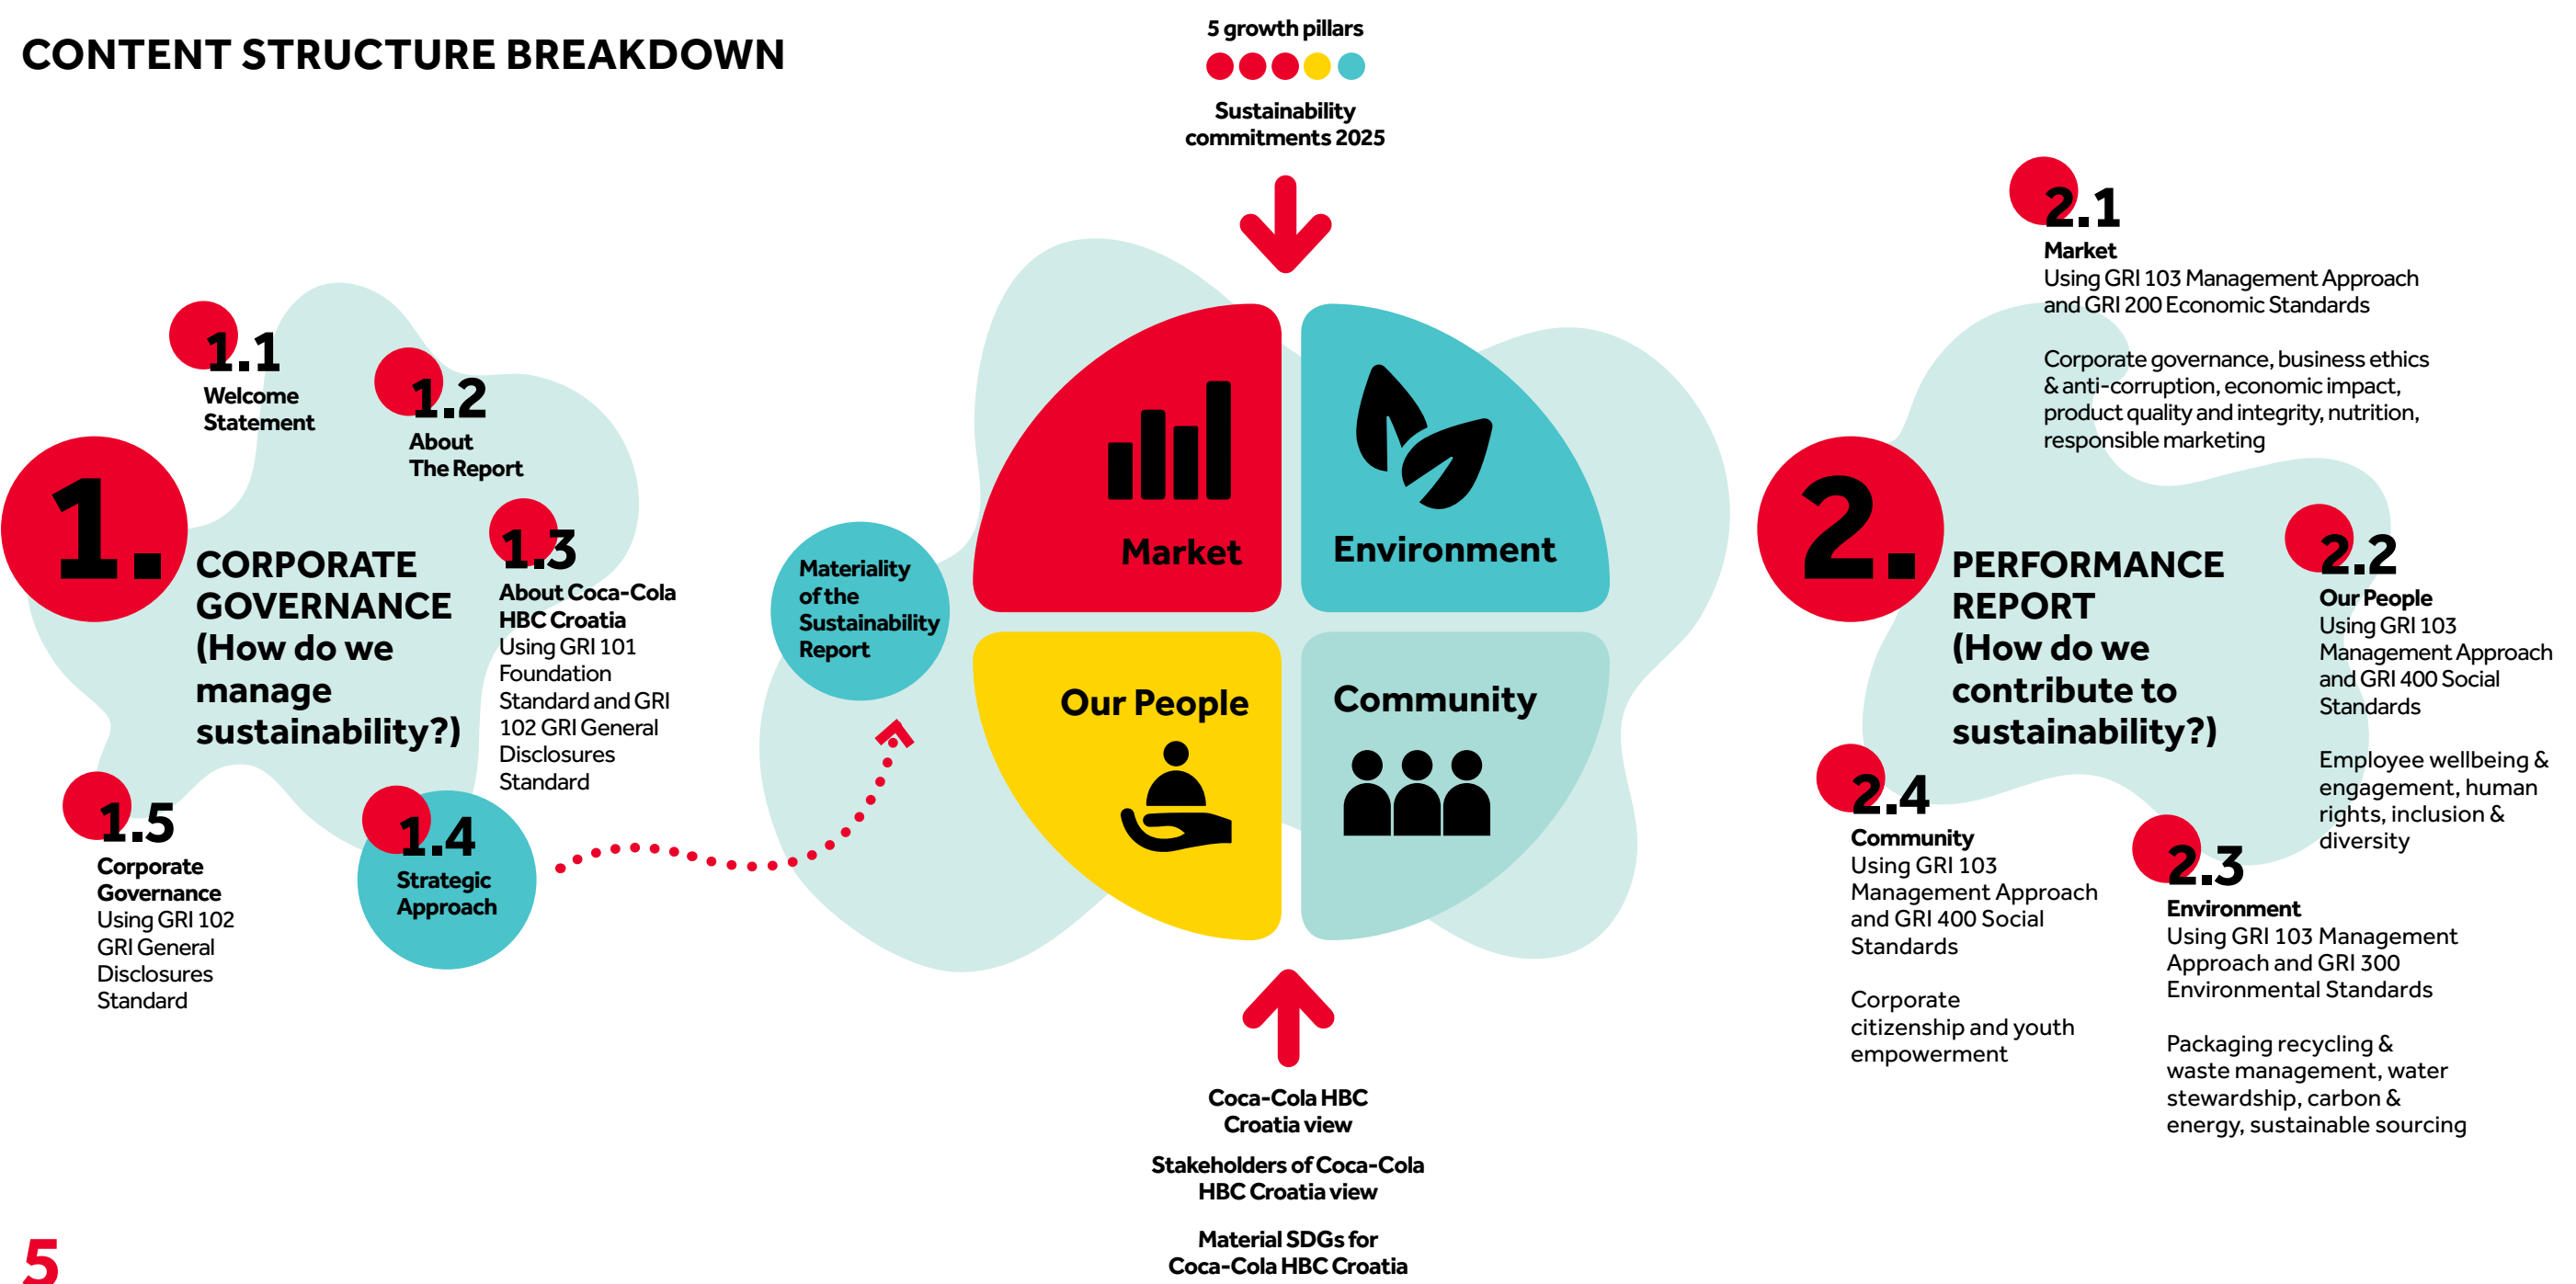 CONTENT STRUCTURE BREAKDOWN
5 growth pillars
Sustainability
commitments 2025
1.
CORPORATE
GOVERNANCE
(How do we
manage
sustainability?)
1.1
Welcome
Statement
1.2
About
The Report
1.3
About Coca-Cola
HBC Croatia
Using GRI 101
Foundation
Standard and GRI
102 GRI General
Disclosures
Standard
1.4
Strategic
Approach
1.5
Corporate
Governance
Using GRI 102
GRI General
Disclosures
Standard
Materiality
of the
Sustainability
Report
Market
Environment
Our People
Community
Coca-Cola HBC
Croatia view
Stakeholders of Coca-Cola
HBC Croatia view
Material SDGs for
Coca-Cola HBC Croatia
2.
PERFORMANCE
REPORT
(How do we
contribute to
sustainability?)
2.1
Market
Using GRI 103 Management Approach
and GRI 200 Economic Standards
Corporate governance, business ethics
& anti-corruption, economic impact,
product quality and integrity, nutrition,
responsible marketing
2.2
Our People
Using GRI 103
Management Approach
and GRI 400 Social
Standards
Employee wellbeing &
engagement, human
rights, inclusion &
diversity
2.3
Environment
Using GRI 103 Management
Approach and GRI 300
Environmental Standards
Packaging recycling &
waste management, water
stewardship, carbon &
energy, sustainable sourcing
2.4
Community
Using GRI 103
Management Approach
and GRI 400 Social
Standards
Corporate
citizenship and youth
empowerment
5